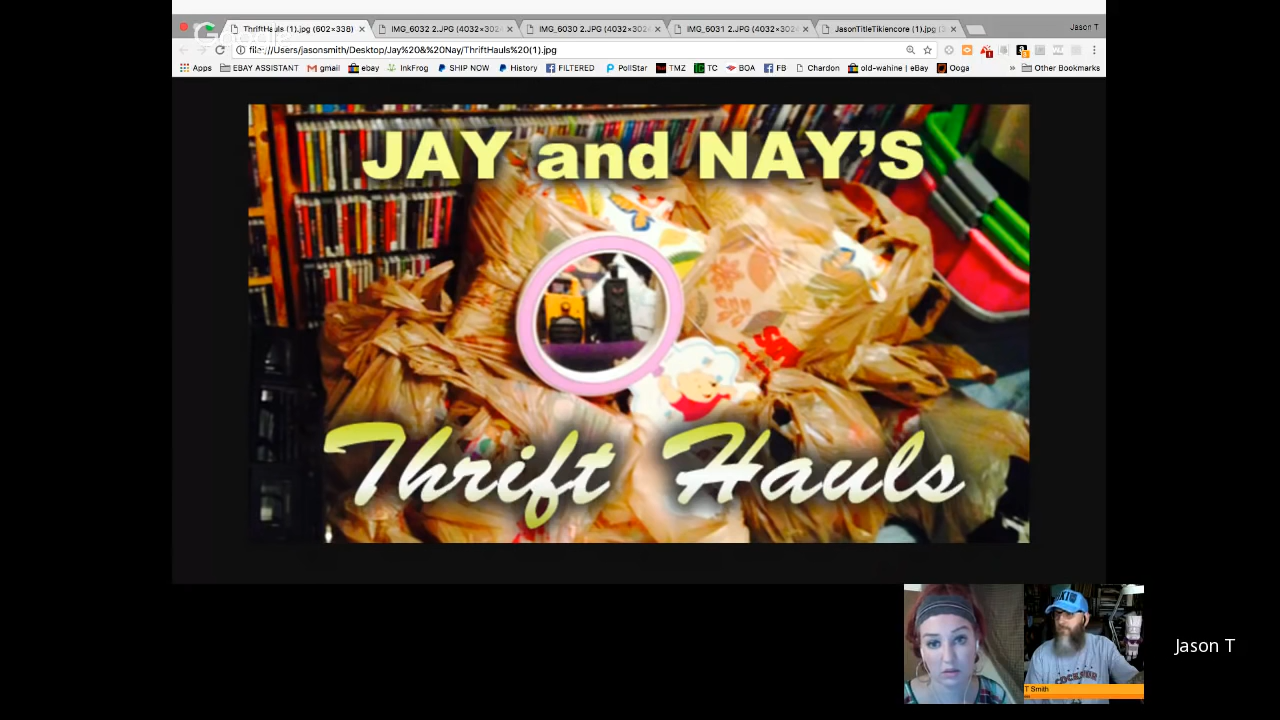 ThriftHauls (1).jpg (602×338)
IMG_6032 2.JPG (4032×302
IMG_6030 2.JPG (4032×302
IMG_6031 2.JPG (4032×302
JasonTitleTikiencore (1).jpg (
Jason T
file:///Users/jasonsmith/Desktop/Jay%20&%20Nay/ThriftHauls%20(1).jpg
Apps EBAY ASSISTANT gmail ebay InkFrog SHIP NOW History FILTERED PollStar TMZ TC BOA FB Chardon old-wahine | eBay Ooga » Other Bookmarks
JAY and NAY'S
Thrift Hauls
Jason T
T Smith